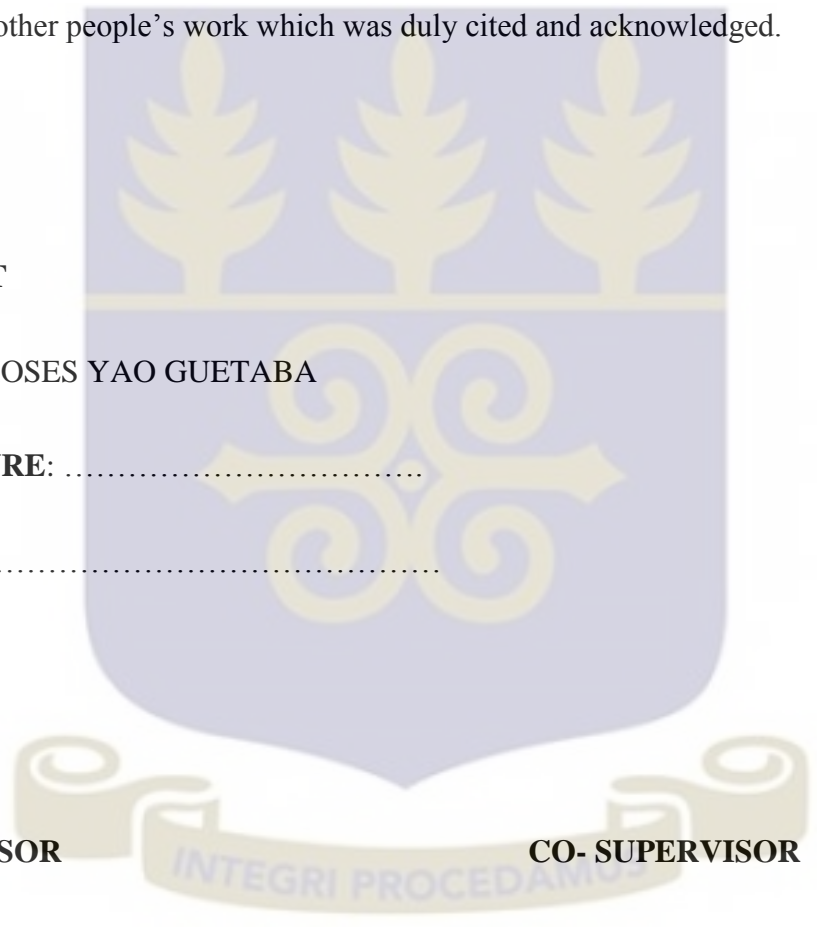 other people’s work which was duly cited and acknowledged.
T
OSES YAO GUETABA
RE: ……………………………
……………………………………
SOR CO- SUPERVISOR
INTEGRI PROCEDAMUS